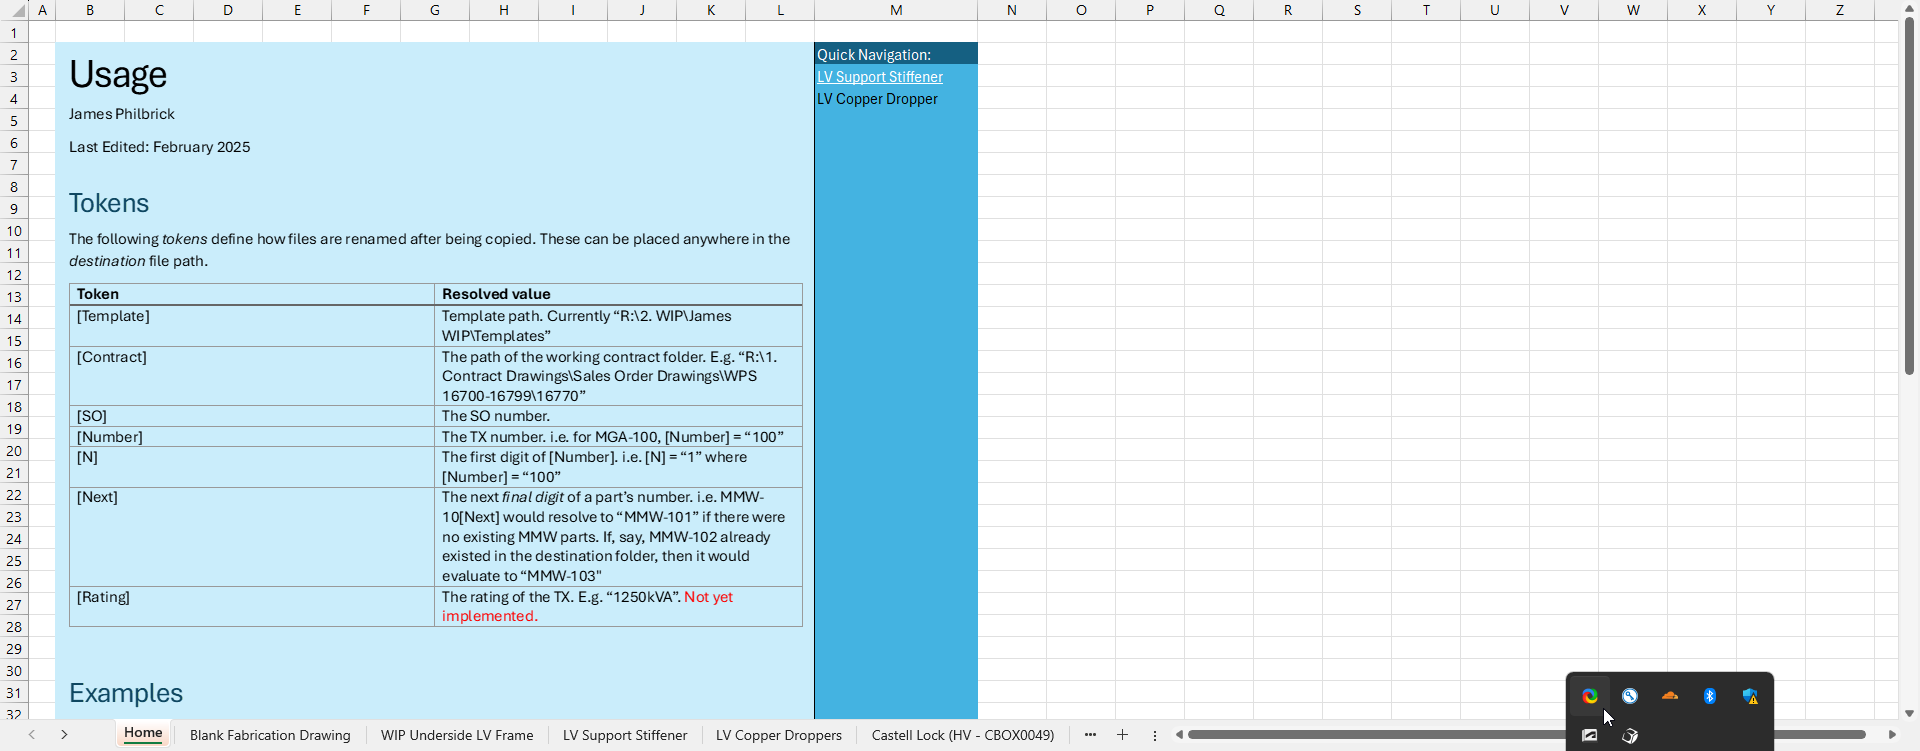 A B C D E F G H I J K L M N O P Q R S T U V W X Y Z
1
2
3
4
5
6
7
8
9
10
11
12
13
14
15
16
17
18
19
20
21
22
23
24
25
26
27
28
29
30
31
32
Usage
James Philbrick
Last Edited: February 2025
Tokens
The following tokens define how files are renamed after being copied. These can be placed anywhere in the
destination file path.
Token Resolved value
[Template] Template path. Currently “R:\2. WIP\James
WIP\Templates”
[Contract] The path of the working contract folder. E.g. “R:\1.
Contract Drawings\Sales Order Drawings\WPS
16700-16799\16770”
[SO] The SO number.
[Number] The TX number. i.e. for MGA-100, [Number] = “100”
[N] The first digit of [Number]. i.e. [N] = “1” where
[Number] = “100”
[Next] The next final digit of a part’s number. i.e. MMW-
10[Next] would resolve to “MMW-101” if there were
no existing MMW parts. If, say, MMW-102 already
existed in the destination folder, then it would
evaluate to “MMW-103"
[Rating] The rating of the TX. E.g. “1250kVA”. Not yet
implemented.
Examples
Quick Navigation:
LV Support Stiffener
LV Copper Dropper
Home Blank Fabrication Drawing WIP Underside LV Frame LV Support Stiffener LV Copper Droppers Castell Lock (HV - CBOX0049)